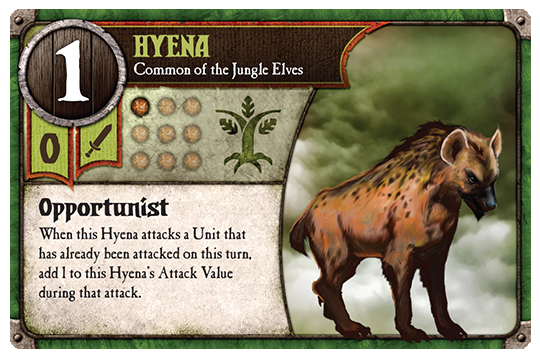 1
HYENA
Common of the Jungle Elves
0
Opportunist
When this Hyena attacks a Unit that
has already been attacked on this turn,
add 1 to this Hyena's Attack Value
during that attack.